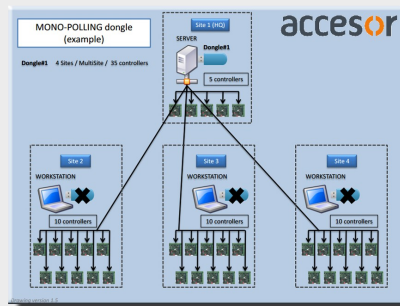 MONO-POLLING dongle
(example)
Dongle#1 4 Sites / MultiSite / 35 controllers
accesor
Site 1 (HQ)
SERVER
Dongle#1
5 controllers
Site 2
WORKSTATION
10 controllers
Site 3
WORKSTATION
10 controllers
Site 4
WORKSTATION
10 controllers